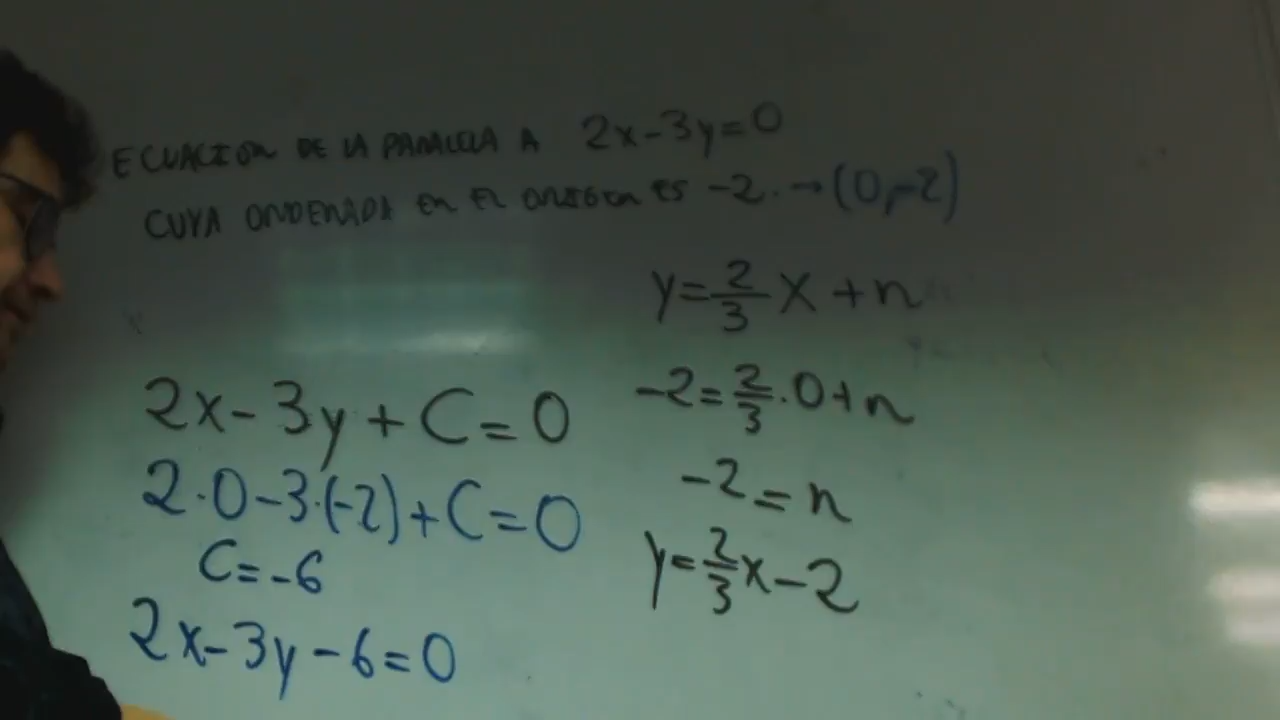 ECUACION DE LA PARALELA A 2x-3y=0
CUYA ORDENADA EN EL ORIGEN ES -2. → (0,-2)
2x-3y+C=0
2·0-3·(-2)+C=0
C=-6
2x-3y-6=0
y=2/3 x+n
-2=2/3·0+n
-2=n
y=2/3 x-2